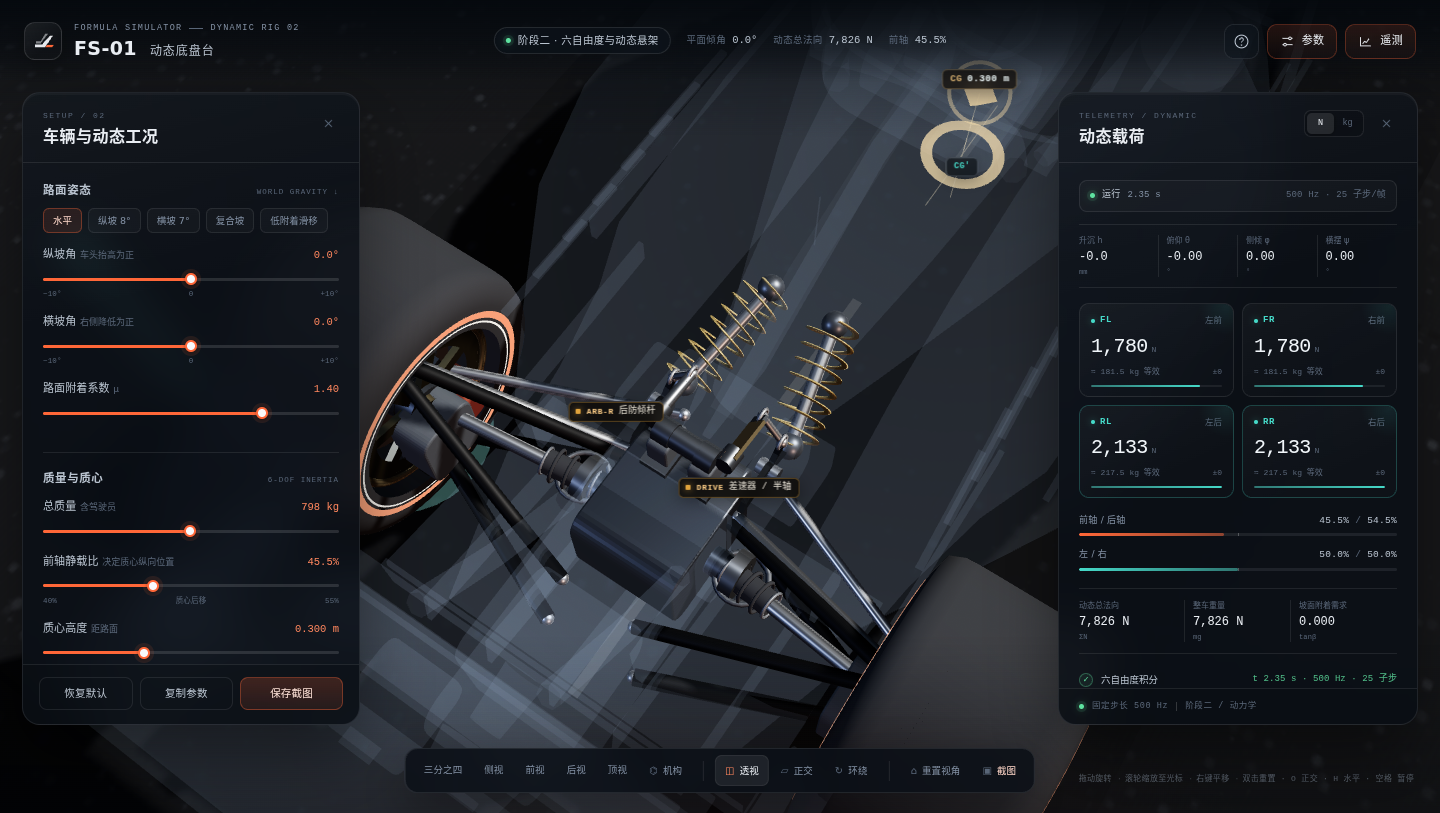 FORMULA SIMULATOR —— DYNAMIC RIG 02
FS-01 动态底盘台
阶段二 · 六自由度与动态悬架 平面倾角 0.0° 动态总法向 7,826 N 前轴 45.5%
参数
遥测
SETUP / 02
车辆与动态工况
×
路面姿态 WORLD GRAVITY ↓
水平 纵坡 8° 横坡 7° 复合坡 低附着滑移
纵坡角 车头抬高为正 0.0°
−10° 0 +10°
横坡角 右侧降低为正 0.0°
−10° 0 +10°
路面附着系数 μ 1.40
质量与质心 6-DOF INERTIA
总质量 含驾驶员 798 kg
前轴静载比 决定质心纵向位置 45.5%
40% 质心后移 55%
质心高度 距路面 0.300 m
恢复默认 复制参数 保存截图
CG 0.300 m
CG'
ARB-R 后防倾杆
DRIVE 差速器 / 半轴
TELEMETRY / DYNAMIC
动态载荷
N kg ×
运行 2.35 s 500 Hz · 25 子步/帧
升沉 h 俯仰 θ 侧倾 φ 横摆 ψ
-0.0 -0.00 0.00 0.00
mm ° ° °
FL 左前
1,780 N
≈ 181.5 kg 等效 ±0
FR 右前
1,780 N
≈ 181.5 kg 等效 ±0
RL 左后
2,133 N
≈ 217.5 kg 等效 ±0
RR 右后
2,133 N
≈ 217.5 kg 等效 ±0
前轴 / 后轴 45.5% / 54.5%
左 / 右 50.0% / 50.0%
动态总法向 整车重量 坡面附着需求
7,826 N 7,826 N 0.000
ΣN mg tanβ
六自由度积分 t 2.35 s · 500 Hz · 25 子步
固定步长 500 Hz | 阶段二 / 动力学
三分之四 侧视 前视 后视 顶视 机构 透视 正交 环绕 重置视角 截图
拖动旋转 · 滚轮缩放至光标 · 右键平移 · 双击重置 · O 正交 · H 水平 · 空格 暂停